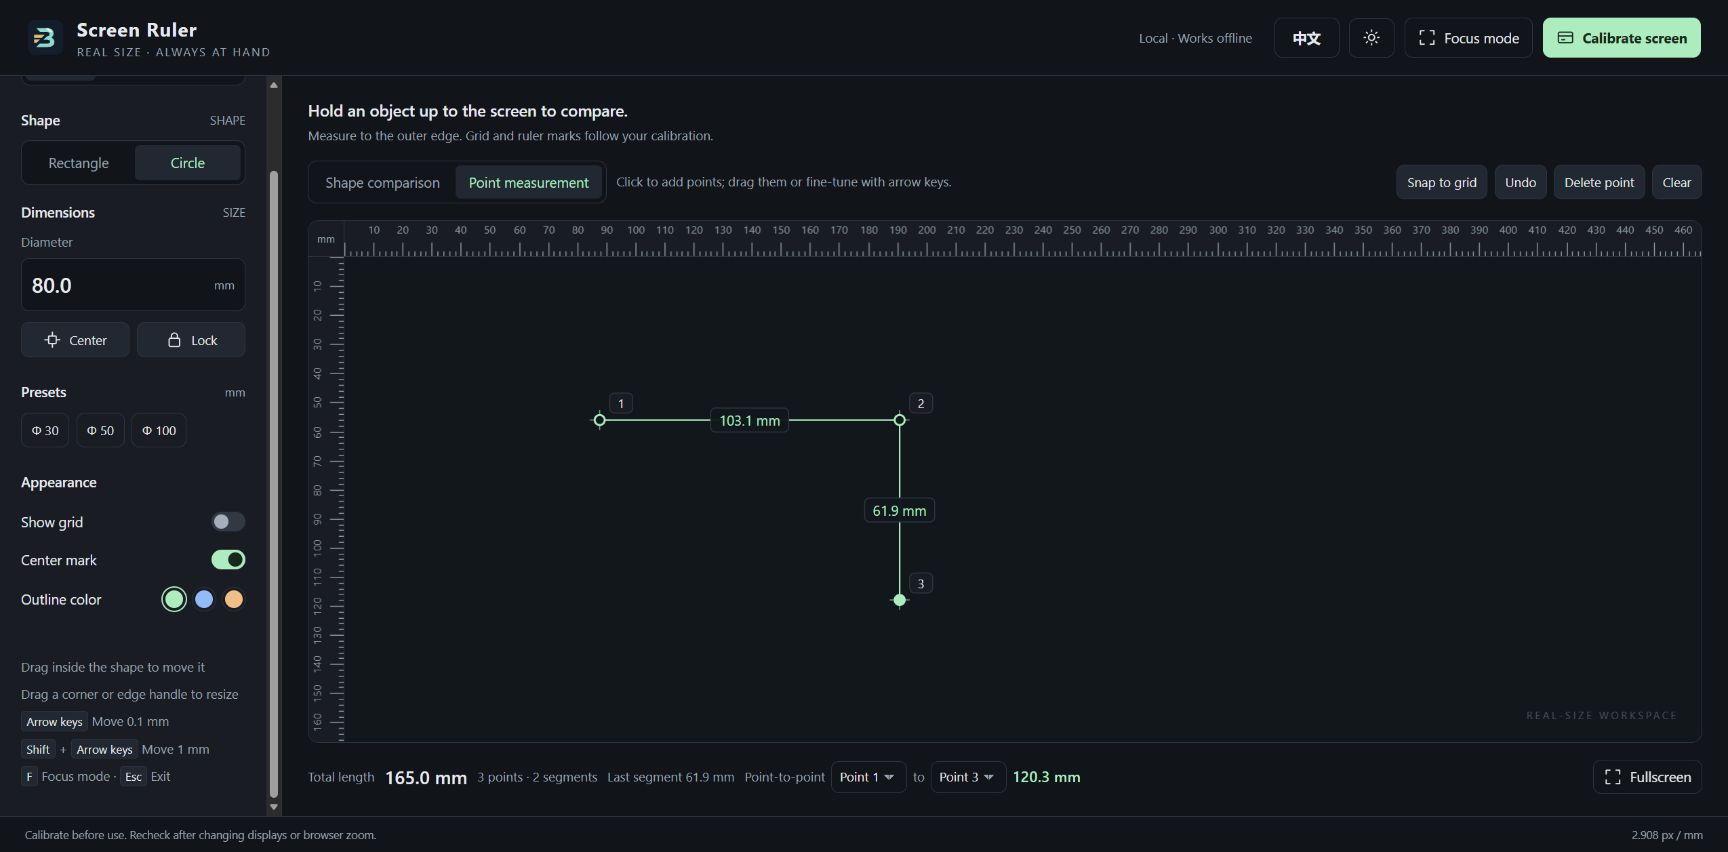 Screen Ruler
REAL SIZE · ALWAYS AT HAND
Local · Works offline
中文
Focus mode
Calibrate screen
Shape
SHAPE
Rectangle
Circle
Dimensions
SIZE
Diameter
80.0
mm
Center
Lock
Presets
mm
Φ 30
Φ 50
Φ 100
Appearance
Show grid
Center mark
Outline color
Drag inside the shape to move it
Drag a corner or edge handle to resize
Arrow keys Move 0.1 mm
Shift + Arrow keys Move 1 mm
F Focus mode · Esc Exit
Hold an object up to the screen to compare.
Measure to the outer edge. Grid and ruler marks follow your calibration.
Shape comparison
Point measurement
Click to add points; drag them or fine-tune with arrow keys.
Snap to grid
Undo
Delete point
Clear
mm
10 20 30 40 50 60 70 80 90 100 110 120 130 140 150 160 170 180 190 200 210 220 230 240 250 260 270 280 290 300 310 320 330 340 350 360 370 380 390 400 410 420 430 440 450 460
10
20
30
40
50
60
70
80
90
100
110
120
130
140
150
160
1
103.1 mm
2
61.9 mm
3
REAL-SIZE WORKSPACE
Total length 165.0 mm 3 points · 2 segments Last segment 61.9 mm Point-to-point Point 1 to Point 3 120.3 mm
Fullscreen
Calibrate before use. Recheck after changing displays or browser zoom.
2.908 px / mm